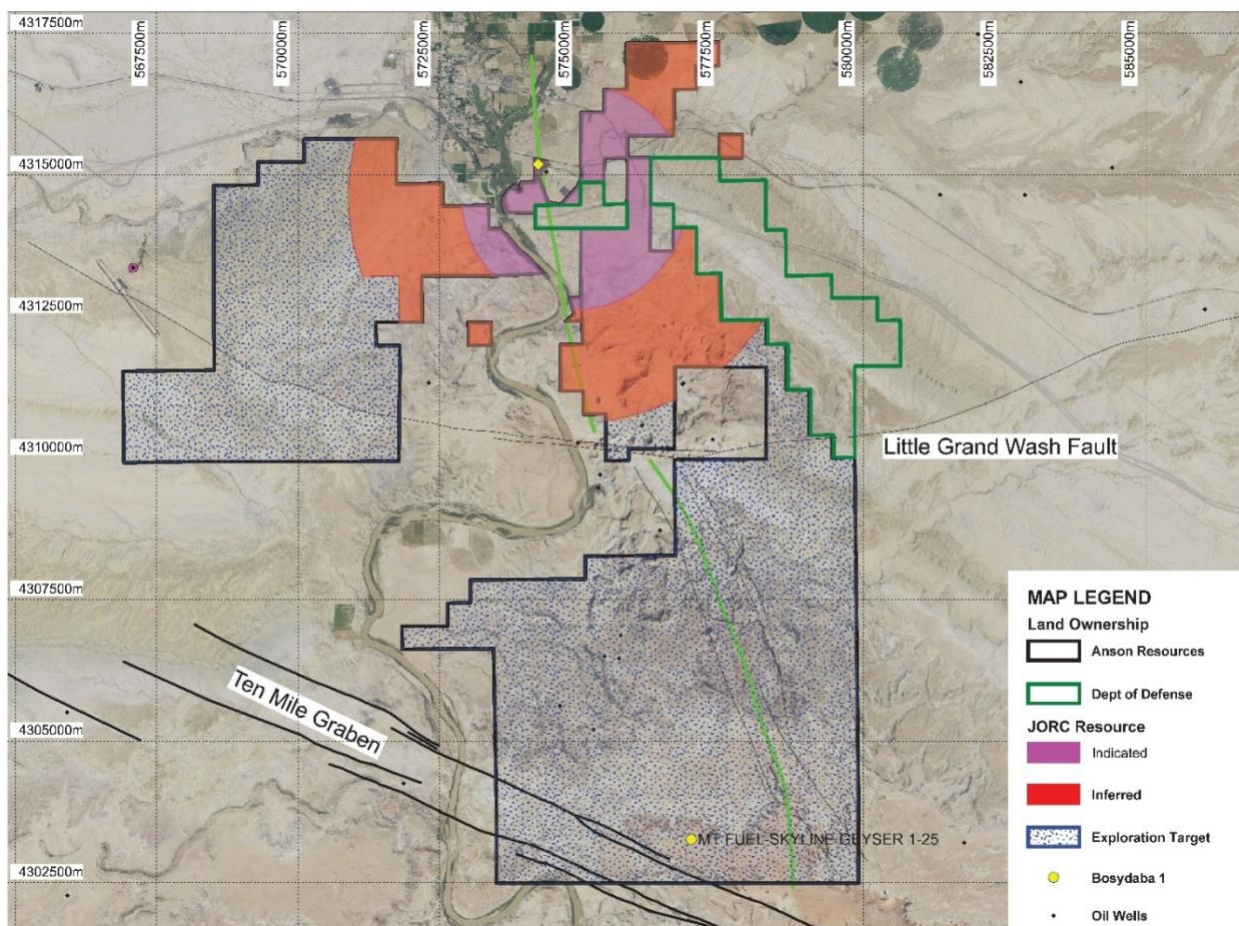 4317500m
567500m
570000m
572500m
575000m
577500m
580000m
582500m
585000m
4315000m
4312500m
4310000m
Little Grand Wash Fault
4307500m
Ten Mile Graben
4305000m
MT FUEL-SKYLINE GEYSER 1-25
4302500m
MAP LEGEND
Land Ownership
Anson Resources
Dept of Defense
JORC Resource
Indicated
Inferred
Exploration Target
Bosydaba 1
Oil Wells